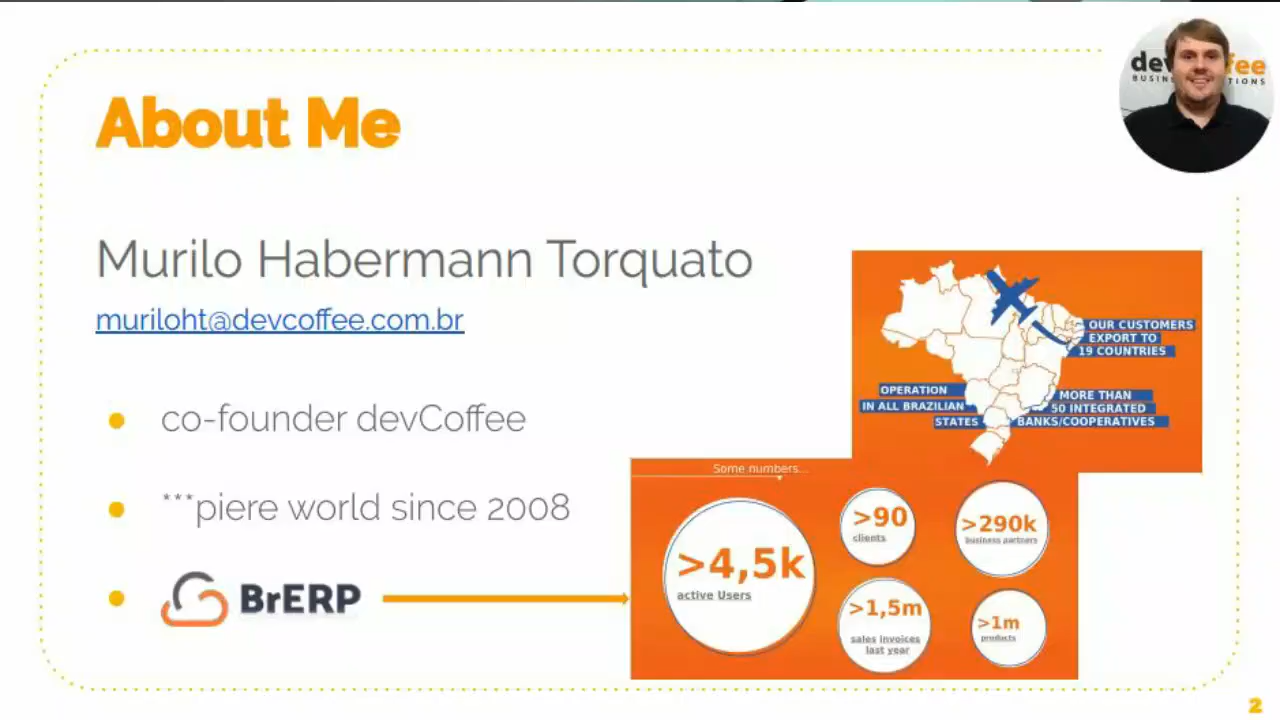 About Me
Murilo Habermann Torquato
muriloht@devcoffee.com.br
co-founder devCoffee
***piere world since 2008
BrERP
OUR CUSTOMERS
EXPORT TO
19 COUNTRIES
OPERATION
IN ALL BRAZILIAN
STATES
MORE THAN
50 INTEGRATED
BANKS/COOPERATIVES
Some numbers...
>4,5k
active Users
>90
clients
>290k
business partners
>1,5m
sales invoices
last year
>1m
products
2